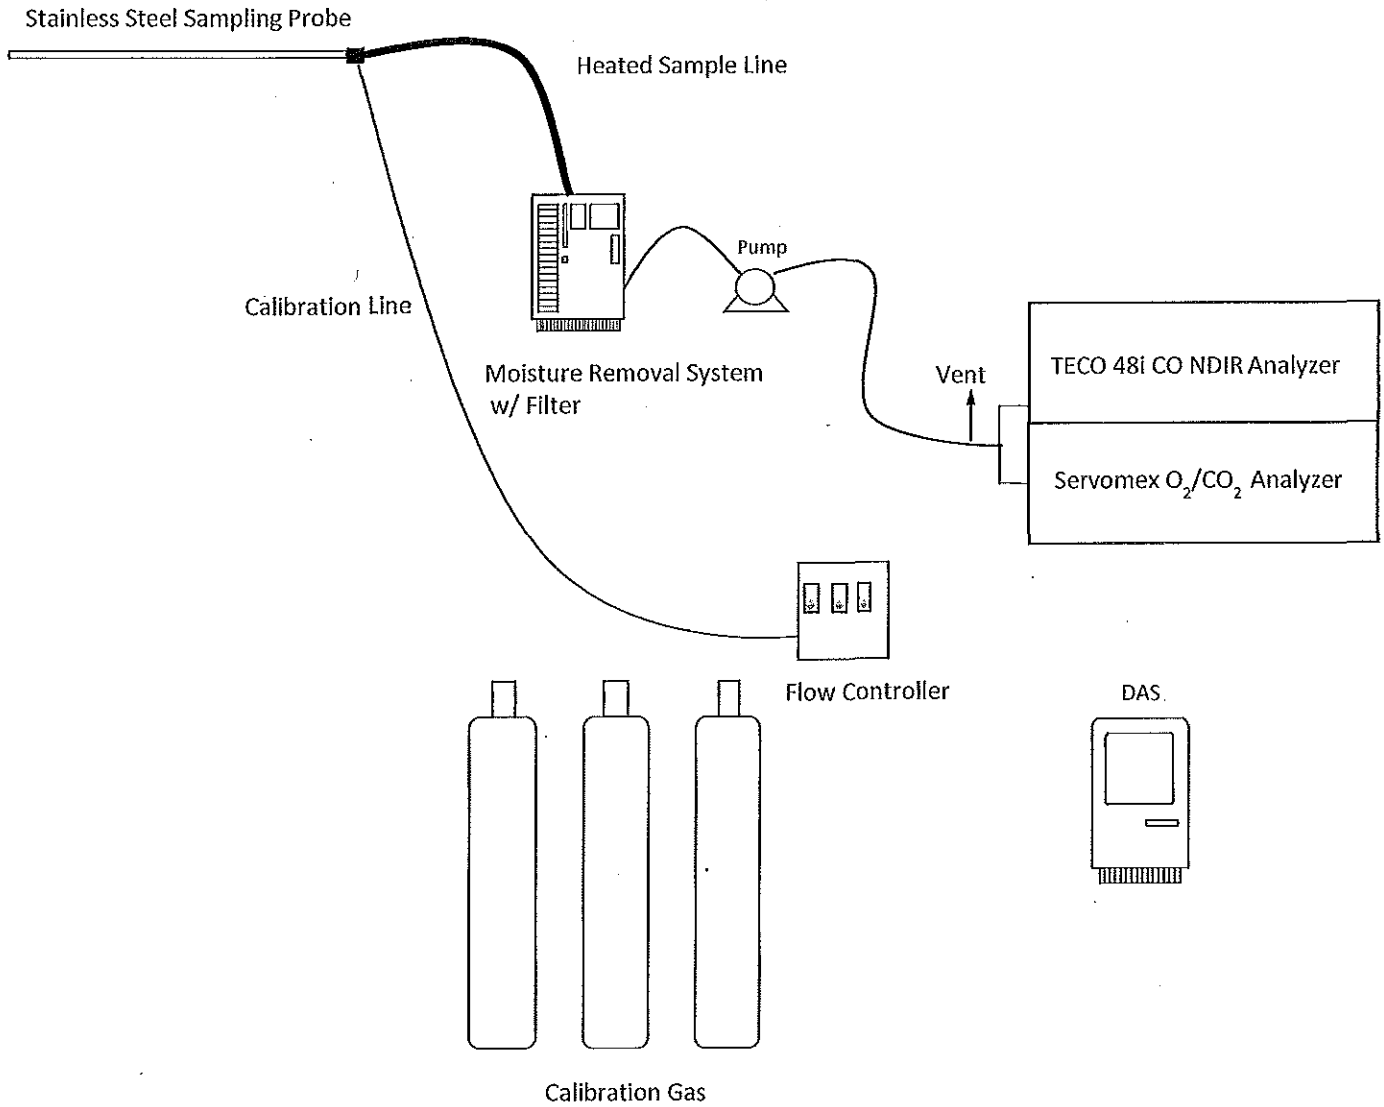 Stainless Steel Sampling Probe
Heated Sample Line
Pump
Calibration Line
Moisture Removal System
w/ Filter
Vent
TECO 48i CO NDIR Analyzer
Servomex O₂/CO₂ Analyzer
Flow Controller
DAS
Calibration Gas